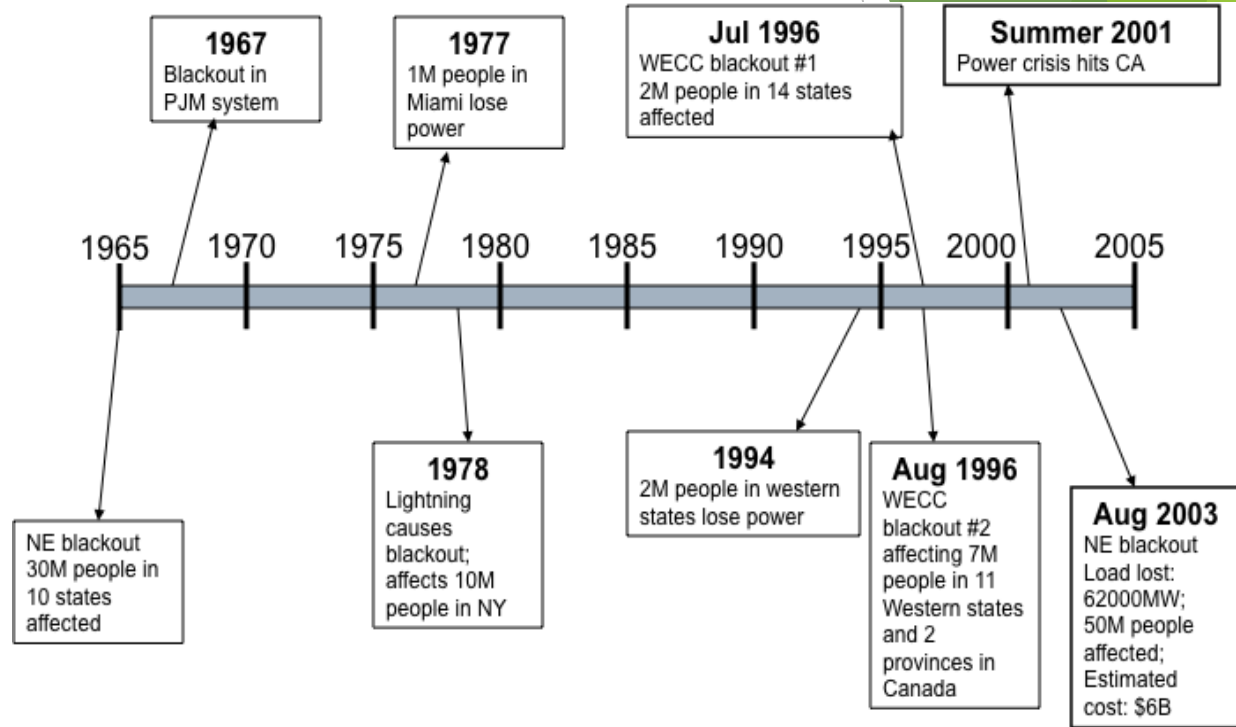 1967
Blackout in
PJM system
1977
1M people in
Miami lose
power
Jul 1996
WECC blackout #1
2M people in 14 states
affected
Summer 2001
Power crisis hits CA
1965
1970
1975
1980
1985
1990
1995
2000
2005
NE blackout
30M people in
10 states
affected
1978
Lightning
causes
blackout;
affects 10M
people in NY
1994
2M people in western
states lose power
Aug 1996
WECC
blackout #2
affecting 7M
people in 11
Western states
and 2
provinces in
Canada
Aug 2003
NE blackout
Load lost:
62000MW;
50M people
affected;
Estimated
cost: $6B